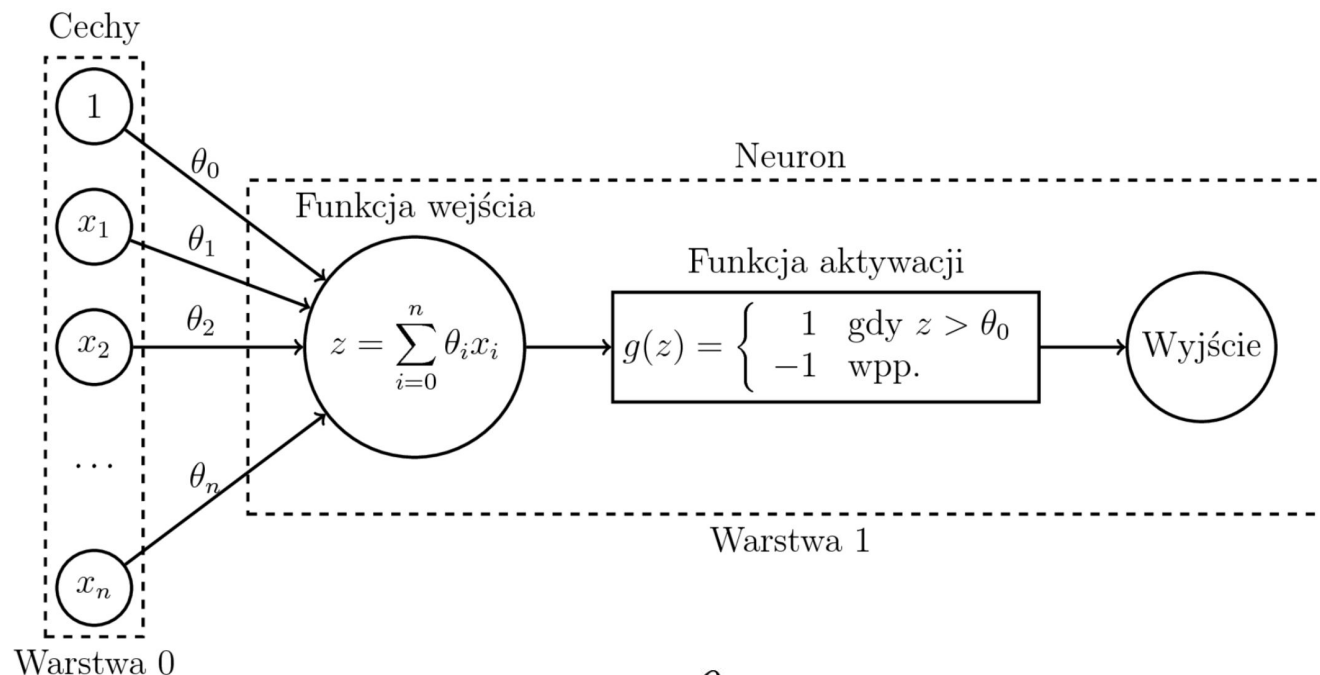 Cechy
1
x₁
x₂
...
xₙ
Warstwa 0
θ₀
θ₁
θ₂
θₙ
Neuron
Funkcja wejścia
z = ∑ᵢ₌₀ⁿ θᵢxᵢ
Funkcja aktywacji
g(z) = { 1 gdy z > θ₀
−1 wpp.
Wyjście
Warstwa 1